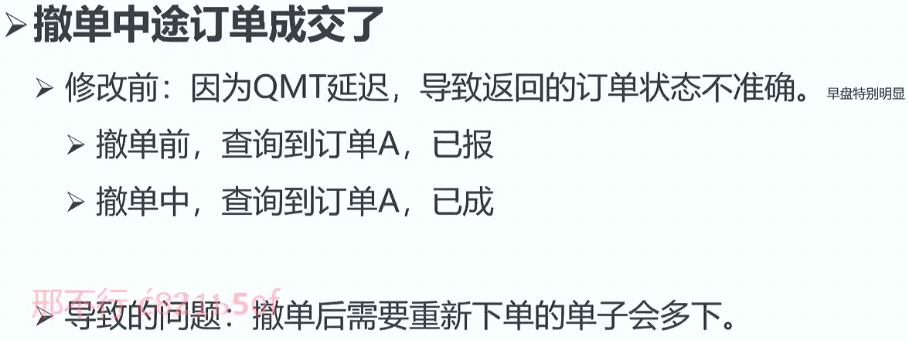 ➢撤单中途订单成交了
➢ 修改前：因为QMT延迟，导致返回的订单状态不准确。 早盘特别明显
➢ 撤单前，查询到订单A，已报
➢ 撤单中，查询到订单A，已成
邢不行
➢ 导致的问题：撤单后需要重新下单的单子会多下。